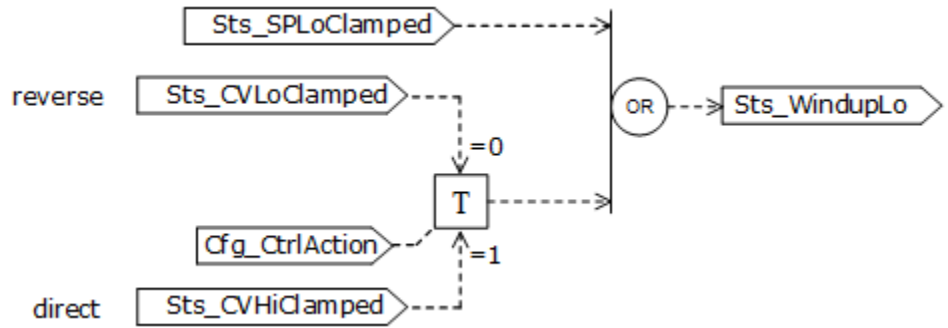 Sts_SPLoClamped
reverse Sts_CVLoClamped
OR Sts_WindupLo
=0
T
Cfg_CtrlAction
=1
direct Sts_CVHiClamped